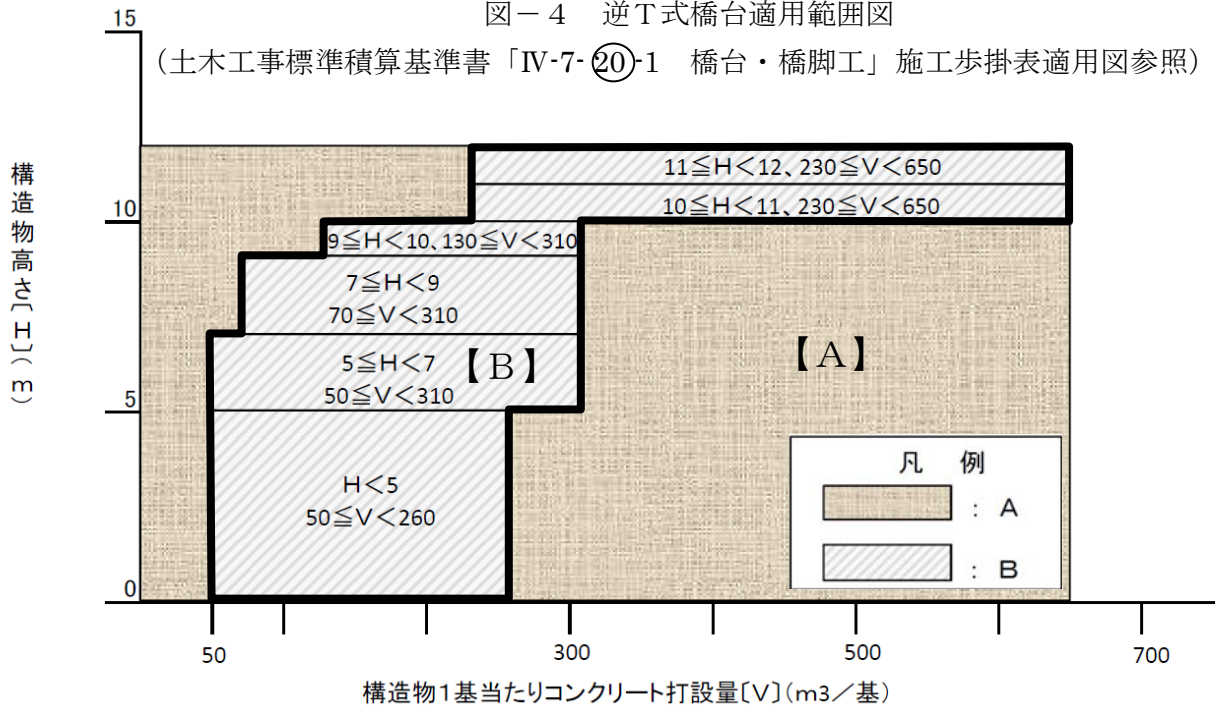 図－４　逆Ｔ式橋台適用範囲図
（土木工事標準積算基準書「Ⅳ-7-⑳-1　橋台・橋脚工」施工歩掛表適用図参照）
15
10
5
0
構造物高さ〔Ｈ〕（ｍ）
11≦Ｈ＜12、230≦Ｖ＜650
10≦Ｈ＜11、230≦Ｖ＜650
9≦Ｈ＜10、130≦Ｖ＜310
7≦Ｈ＜9
70≦Ｖ＜310
5≦Ｈ＜7
50≦Ｖ＜310
【Ｂ】
【Ａ】
Ｈ＜5
50≦Ｖ＜260
凡　例
：Ａ
：Ｂ
50
300
500
700
構造物1基当たりコンクリート打設量〔Ｖ〕（m3／基）